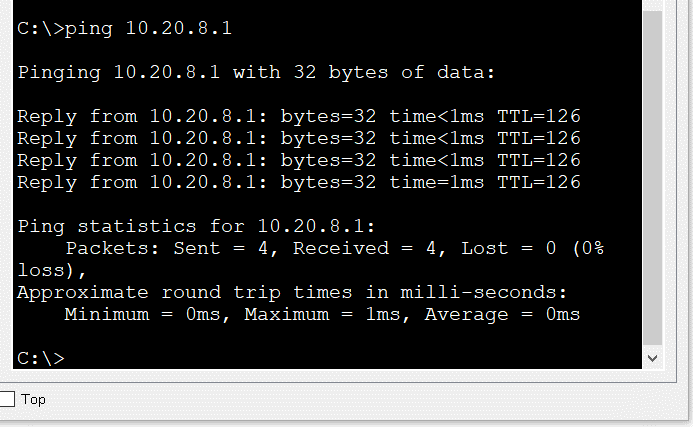 C:\>ping 10.20.8.1
Pinging 10.20.8.1 with 32 bytes of data:
Reply from 10.20.8.1: bytes=32 time<1ms TTL=126
Reply from 10.20.8.1: bytes=32 time<1ms TTL=126
Reply from 10.20.8.1: bytes=32 time<1ms TTL=126
Reply from 10.20.8.1: bytes=32 time=1ms TTL=126
Ping statistics for 10.20.8.1:
    Packets: Sent = 4, Received = 4, Lost = 0 (0%
loss),
Approximate round trip times in milli-seconds:
    Minimum = 0ms, Maximum = 1ms, Average = 0ms
C:\>
Top